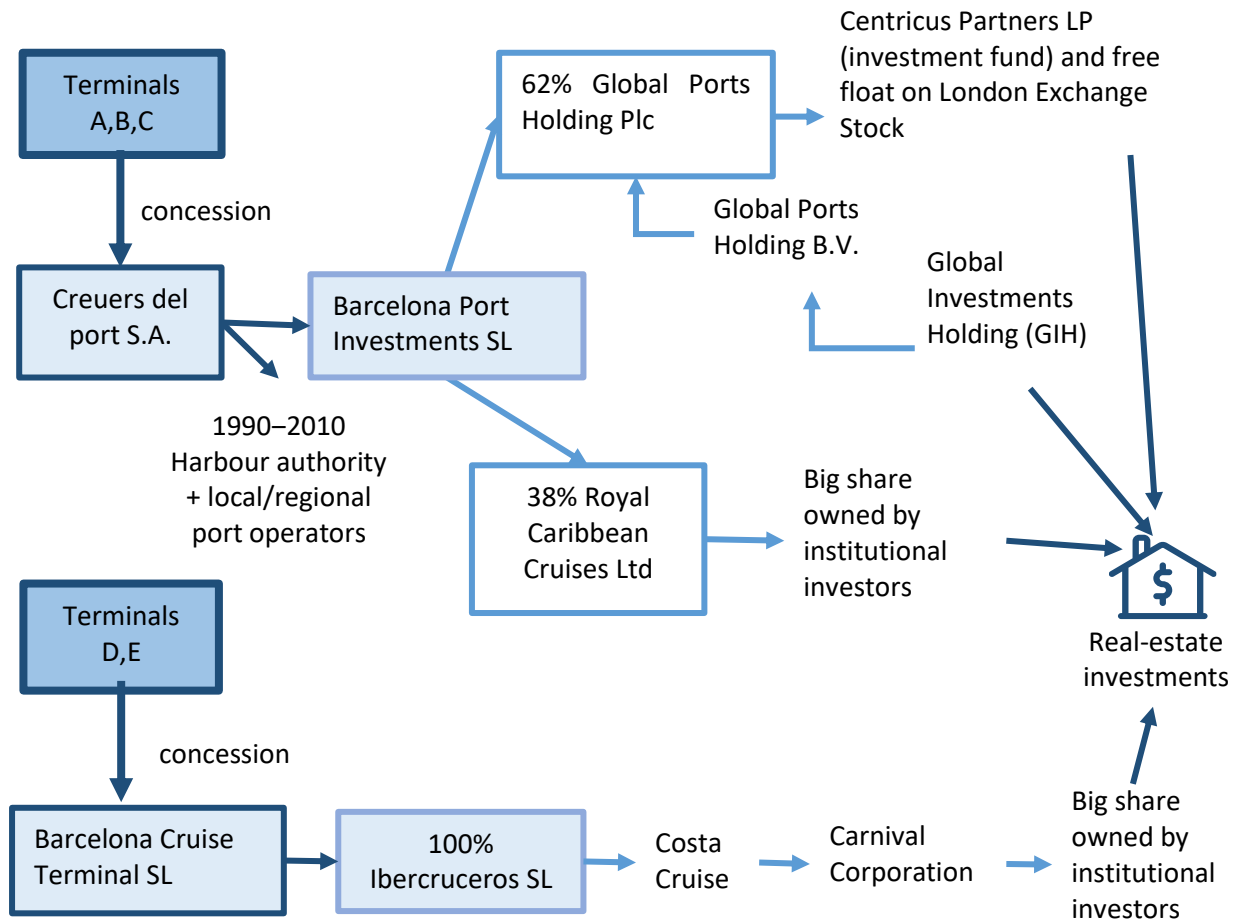 Terminals
A,B,C
concession
Creuers del
port S.A.
Barcelona Port
Investments SL
1990–2010
Harbour authority
+ local/regional
port operators
62% Global Ports
Holding Plc
Centricus Partners LP
(investment fund) and free
float on London Exchange
Stock
Global Ports
Holding B.V.
Global
Investments
Holding (GIH)
38% Royal
Caribbean
Cruises Ltd
Big share
owned by
institutional
investors
$
Real-estate
investments
Terminals
D,E
concession
Barcelona Cruise
Terminal SL
100%
Ibercruceros SL
Costa
Cruise
Carnival
Corporation
Big share
owned by
institutional
investors